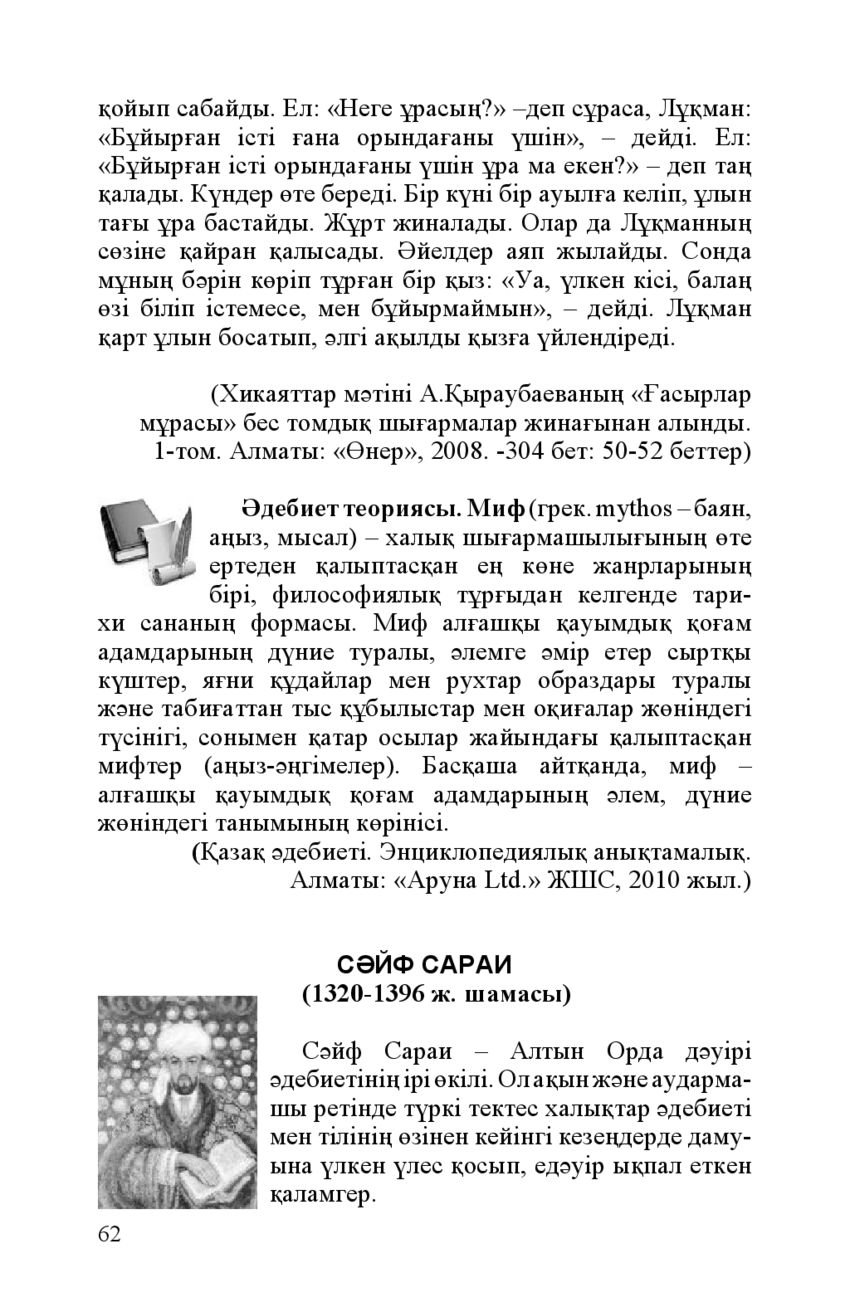 қойып сабайды. Ел: «Неге ұрасың?» –деп сұраса, Лұқман:
«Бұйырған істі ғана орындағаны үшін», – дейді. Ел:
«Бұйырған істі орындағаны үшін ұра ма екен?» – деп таң
қалады. Күндер өте береді. Бір күні бір ауылға келіп, ұлын
тағы ұра бастайды. Жұрт жиналады. Олар да Лұқманның
сөзіне қайран қалысады. Әйелдер аяп жылайды. Сонда
мұның бәрін көріп тұрған бір қыз: «Уа, үлкен кісі, балаң
өзі біліп істемесе, мен бұйырмаймын», – дейді. Лұқман
қарт ұлын босатып, әлгі ақылды қызға үйлендіреді.
(Хикаяттар мәтіні А.Қыраубаеваның «Ғасырлар
мұрасы» бес томдық шығармалар жинағынан алынды.
1-том. Алматы: «Өнер», 2008. -304 бет: 50-52 беттер)
Әдебиет теориясы. Миф (грек. mythos – баян,
аңыз, мысал) – халық шығармашылығының өте
ертеден қалыптасқан ең көне жанрларының
бірі, философиялық тұрғыдан келгенде тари-
хи сананың формасы. Миф алғашқы қауымдық қоғам
адамдарының дүние туралы, әлемге әмір етер сыртқы
күштер, яғни құдайлар мен рухтар образдары туралы
және табиғаттан тыс құбылыстар мен оқиғалар жөніндегі
түсінігі, сонымен қатар осылар жайындағы қалыптасқан
мифтер (аңыз-әңгімелер). Басқаша айтқанда, миф –
алғашқы қауымдық қоғам адамдарының әлем, дүние
жөніндегі танымының көрінісі.
(Қазақ әдебиеті. Энциклопедиялық анықтамалық.
Алматы: «Аруна Ltd.» ЖШС, 2010 жыл.)
СӘЙФ САРАИ
(1320-1396 ж. шамасы)
Сәйф Сараи – Алтын Орда дәуірі
әдебиетінің ірі өкілі. Ол ақын және аударма-
шы ретінде түркі тектес халықтар әдебиеті
мен тілінің өзінен кейінгі кезеңдерде даму-
ына үлкен үлес қосып, едәуір ықпал еткен
қаламгер.
62